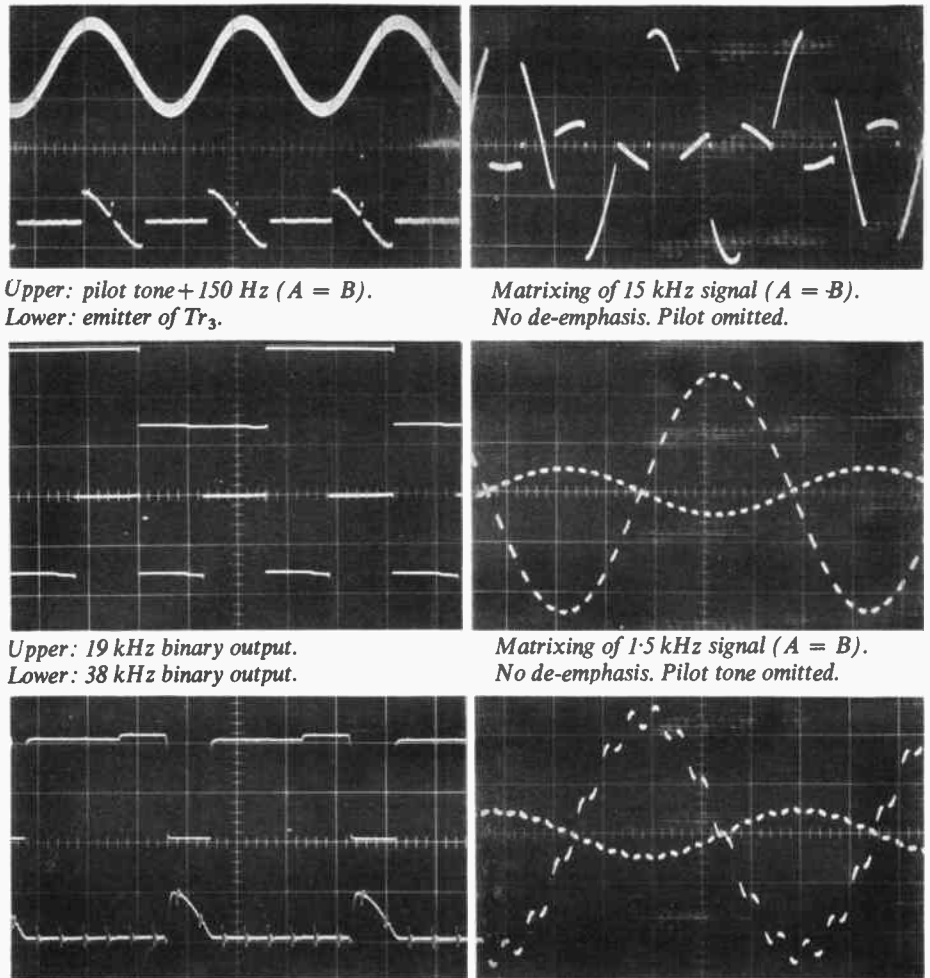 Upper: pilot tone + 150 Hz (A = B).
Lower: emitter of Tr₃.
Matrixing of 15 kHz signal (A = -B).
No de-emphasis. Pilot omitted.
Upper: 19 kHz binary output.
Lower: 38 kHz binary output.
Matrixing of 1·5 kHz signal (A = B).
No de-emphasis. Pilot tone omitted.